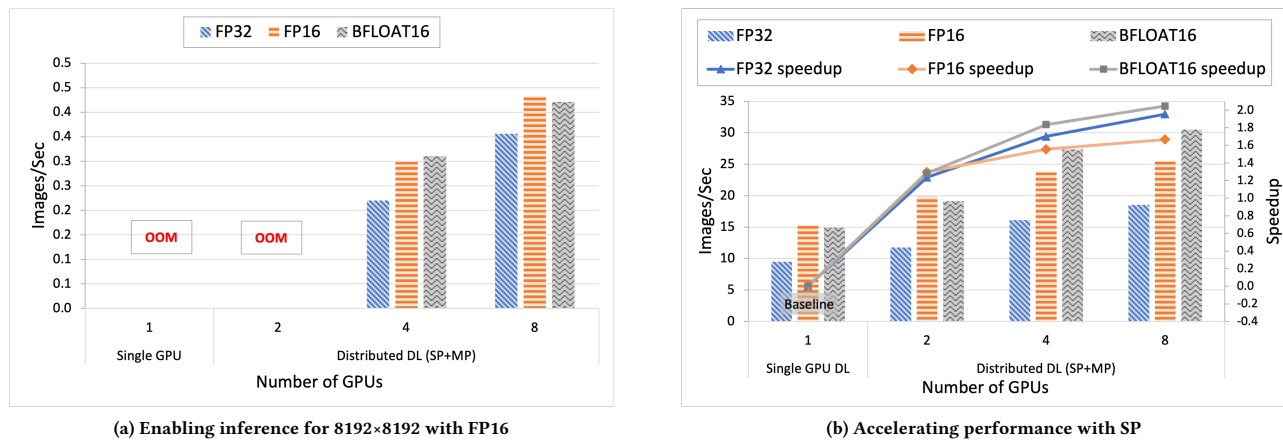 FP32 FP16 BFLOAT16
0.5
0.5
0.4
0.4
0.3
0.3
0.2
0.2
0.1
0.1
0.0
Images/Sec
OOM OOM
1 2 4 8
Single GPU Distributed DL (SP+MP)
Number of GPUs
(a) Enabling inference for 8192×8192 with FP16
FP32 FP16 BFLOAT16
FP32 speedup FP16 speedup BFLOAT16 speedup
35
30
25
20
15
10
5
0
Images/Sec
Baseline
2.0
1.8
1.6
1.4
1.2
1.0
0.8
0.6
0.4
0.2
0.0
-0.2
-0.4
Speedup
1 2 4 8
Single GPU DL Distributed DL (SP+MP)
Number of GPUs
(b) Accelerating performance with SP